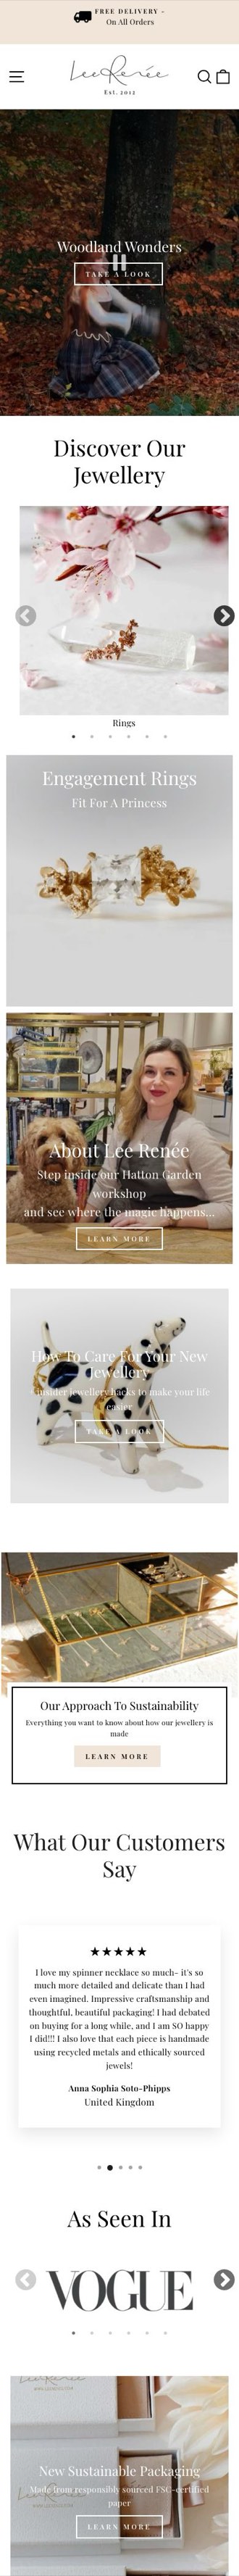 FREE DELIVERY -
On All Orders
LeeRenée
Est. 2012
Woodland Wonders
TAKE A LOOK
Discover Our
Jewellery
Rings
Engagement Rings
Fit For A Princess
About Lee Renée
Step inside our Hatton Garden
workshop
and see where the magic happens...
LEARN MORE
How To Care For Your New
Jewellery
Insider jewellery hacks to make your life
easier
TAKE A LOOK
Our Approach To Sustainability
Everything you want to know about how our jewellery is
made
LEARN MORE
What Our Customers
Say
★★★★★
I love my spinner necklace so much- it's so
much more detailed and delicate than I had
even imagined. Impressive craftsmanship and
thoughtful, beautiful packaging! I had debated
on buying for a long while, and I am SO happy
I did!!! I also love that each piece is handmade
using recycled metals and ethically sourced
jewels!
Anna Sophia Soto-Phipps
United Kingdom
As Seen In
VOGUE
New Sustainable Packaging
Made from responsibly sourced FSC-certified
paper
LEARN MORE